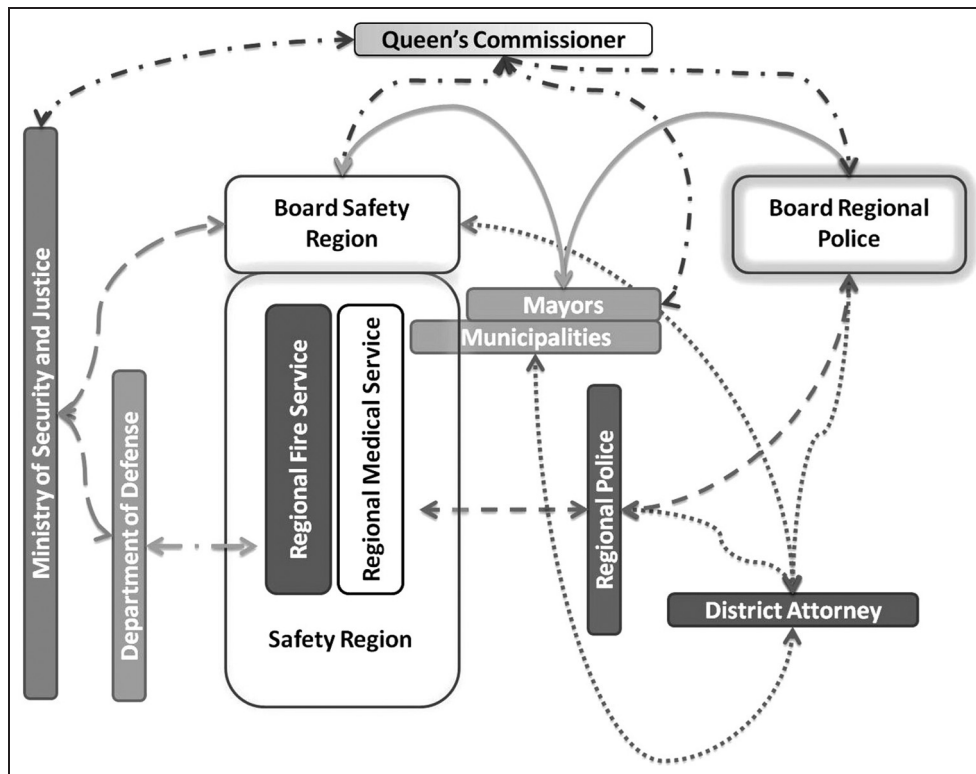 Queen's Commissioner
Board Safety
Region
Board Regional
Police
Mayors
Municipalities
Ministry of Security and Justice
Department of Defense
Regional Fire Service
Regional Medical Service
Regional Police
District Attorney
Safety Region